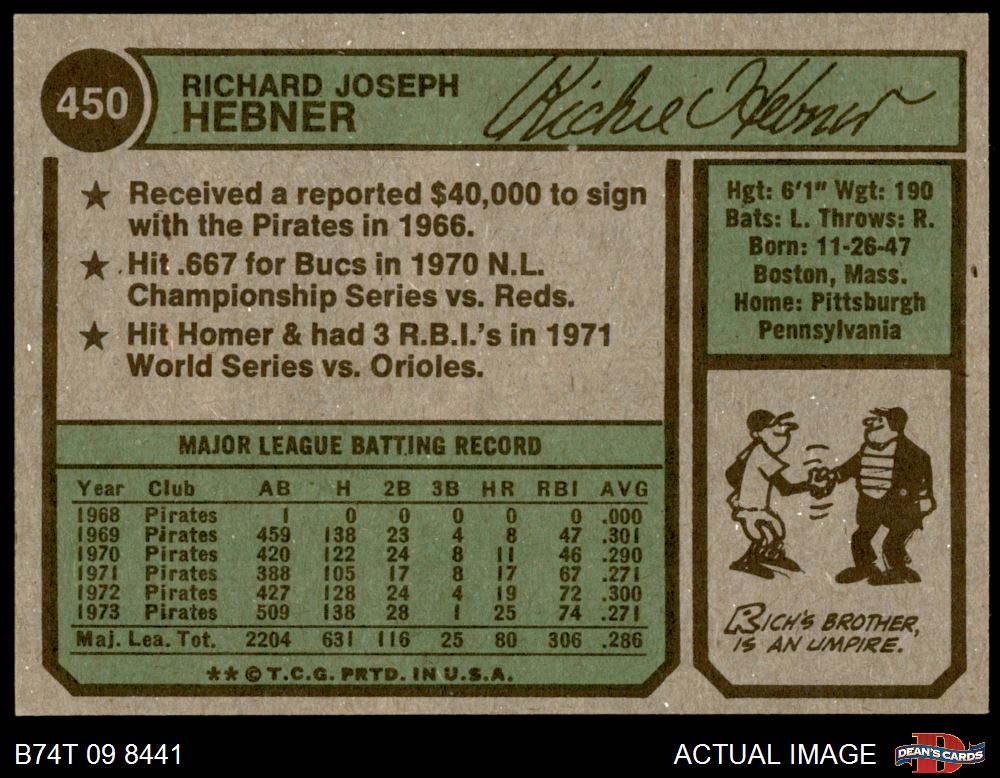 450
RICHARD JOSEPH
HEBNER
Richie Hebner
★ Received a reported $40,000 to sign
with the Pirates in 1966.
★ Hit .667 for Bucs in 1970 N.L.
Championship Series vs. Reds.
★ Hit Homer & had 3 R.B.I.'s in 1971
World Series vs. Orioles.
Hgt: 6'1" Wgt: 190
Bats: L. Throws: R.
Born: 11-26-47
Boston, Mass.
Home: Pittsburgh
Pennsylvania
MAJOR LEAGUE BATTING RECORD
Year Club AB H 2B 3B HR RBI AVG
1968 Pirates 1 0 0 0 0 0 .000
1969 Pirates 459 138 23 4 8 47 .301
1970 Pirates 420 122 24 8 11 46 .290
1971 Pirates 388 105 17 8 17 67 .271
1972 Pirates 427 128 24 4 19 72 .300
1973 Pirates 509 138 28 1 25 74 .271
Maj. Lea. Tot. 2204 631 116 25 80 306 .286
** © T.C.G. PRTD. IN U.S.A.
RICH'S BROTHER,
IS AN UMPIRE.
B74T 09 8441
ACTUAL IMAGE
DEAN'S CARDS